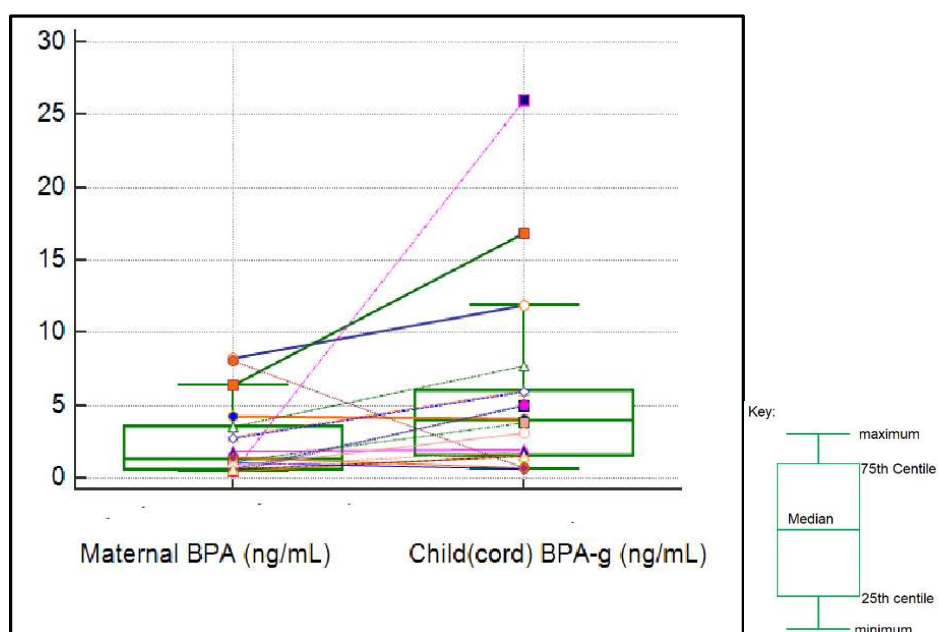 30
25
20
15
10
5
0
Maternal BPA (ng/mL)
Child(cord) BPA-g (ng/mL)
Key:
maximum
75th Centile
Median
25th centile
minimum